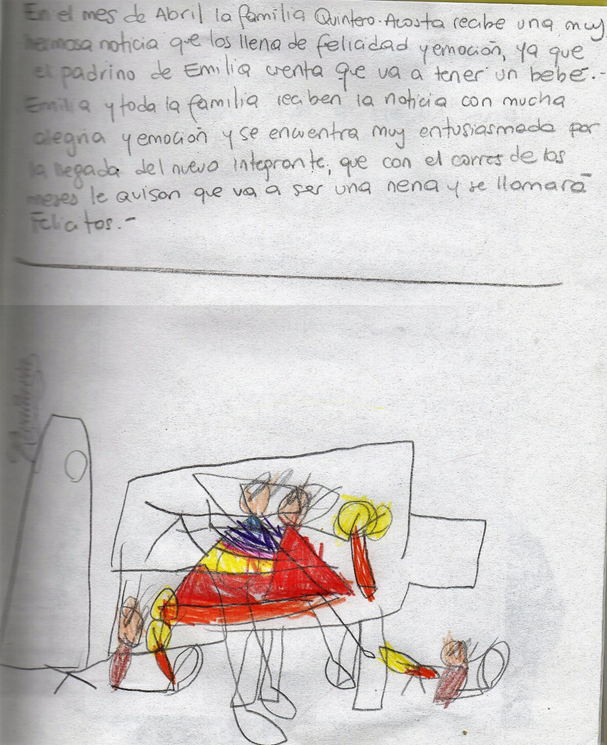 En el mes de Abril la familia Quintero-Acosta recibe una muy
hermosa noticia que los llena de felicidad y emoción, ya que
el padrino de Emilia cuenta que va a tener un bebé.-
Emilia y toda la familia reciben la noticia con mucha
alegría y emoción y se encuentra muy entusiasmada por
la llegada del nuevo integrante, que con el correr de los
meses le avisan que va a ser una nena y se llamará